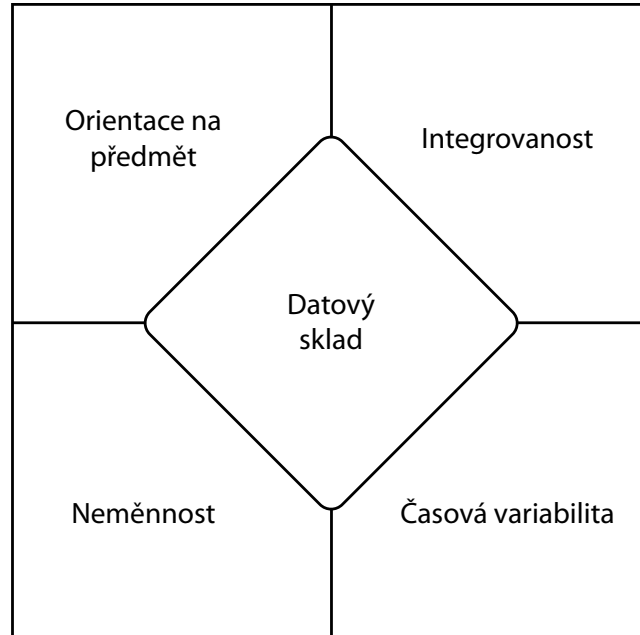 Orientace na
předmět
Integrovanost
Datový
sklad
Neměnnost
Časová variabilita